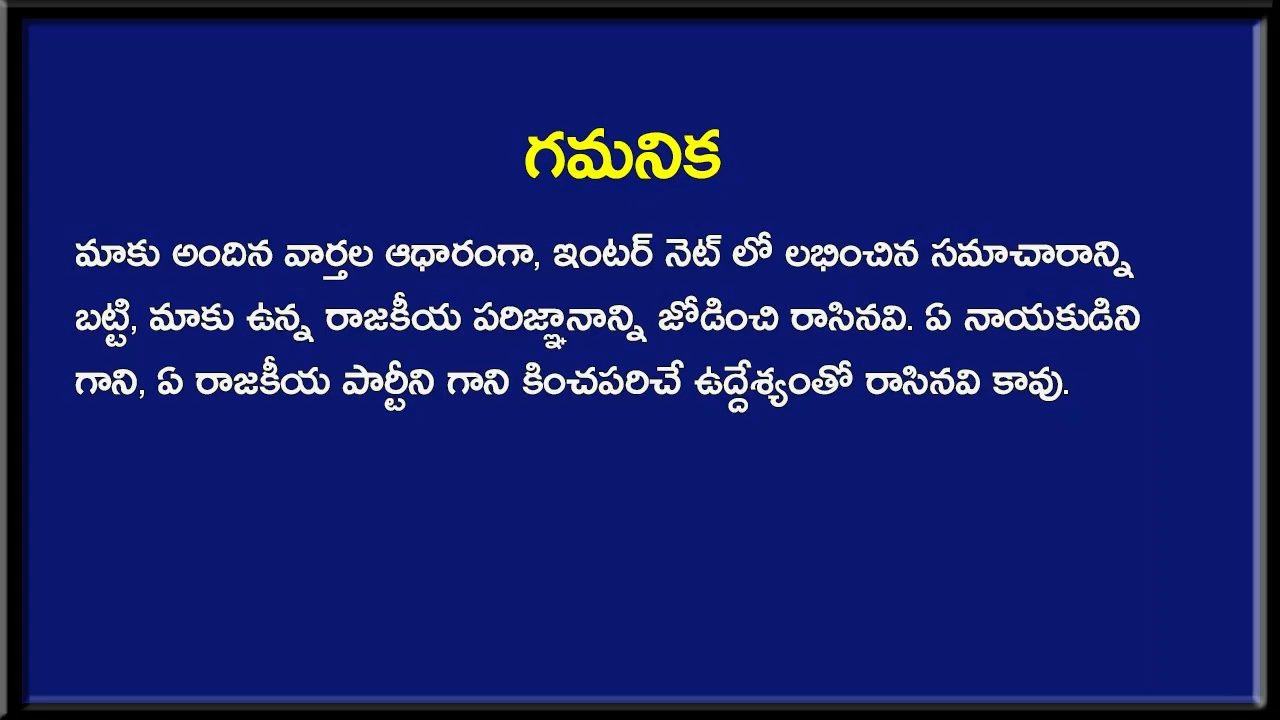 గమనిక
మాకు అందిన వార్తల ఆధారంగా, ఇంటర్ నెట్ లో లభించిన సమాచారాన్ని
బట్టి, మాకు ఉన్న రాజకీయ పరిజ్ఞానాన్ని జోడించి రాసినవి. ఏ నాయకుడిని
గాని, ఏ రాజకీయ పార్టీని గాని కించపరిచే ఉద్దేశ్యంతో రాసినవి కావు.